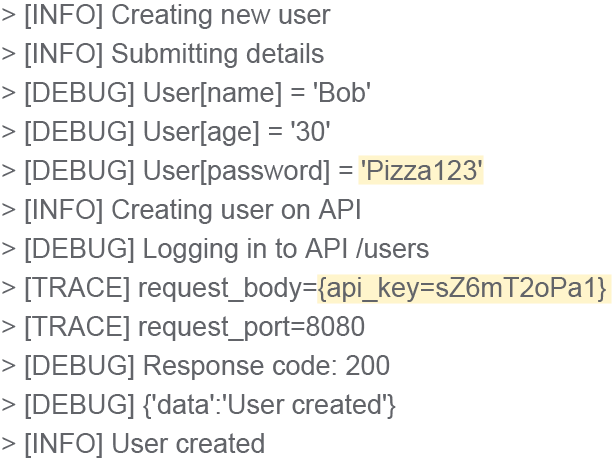 > [INFO] Creating new user
> [INFO] Submitting details
> [DEBUG] User[name] = 'Bob'
> [DEBUG] User[age] = '30'
> [DEBUG] User[password] = 'Pizza123'
> [INFO] Creating user on API
> [DEBUG] Logging in to API /users
> [TRACE] request_body={api_key=sZ6mT2oPa1}
> [TRACE] request_port=8080
> [DEBUG] Response code: 200
> [DEBUG] {'data':'User created'}
> [INFO] User created